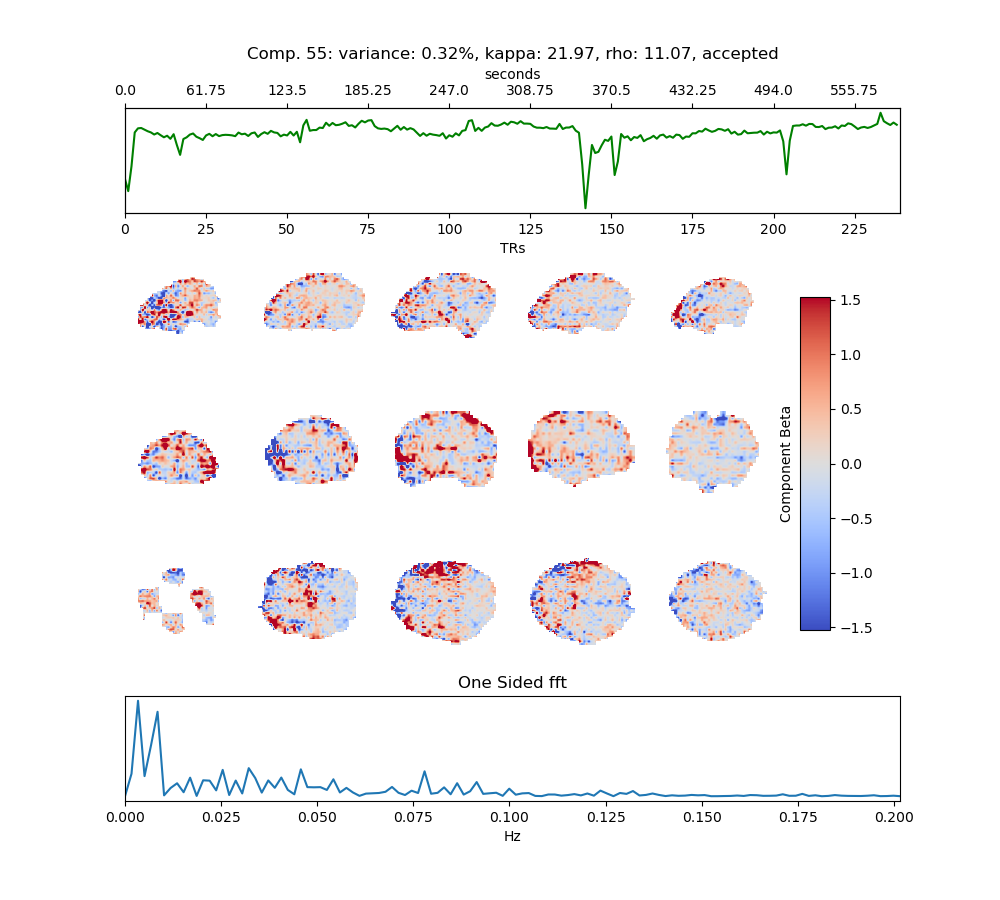 Comp. 55: variance: 0.32%, kappa: 21.97, rho: 11.07, accepted
seconds
0.0 61.75 123.5 185.25 247.0 308.75 370.5 432.25 494.0 555.75
0 25 50 75 100 125 150 175 200 225
TRs
1.5
1.0
0.5
0.0
−0.5
−1.0
−1.5
Component Beta
One Sided fft
0.000 0.025 0.050 0.075 0.100 0.125 0.150 0.175 0.200
Hz